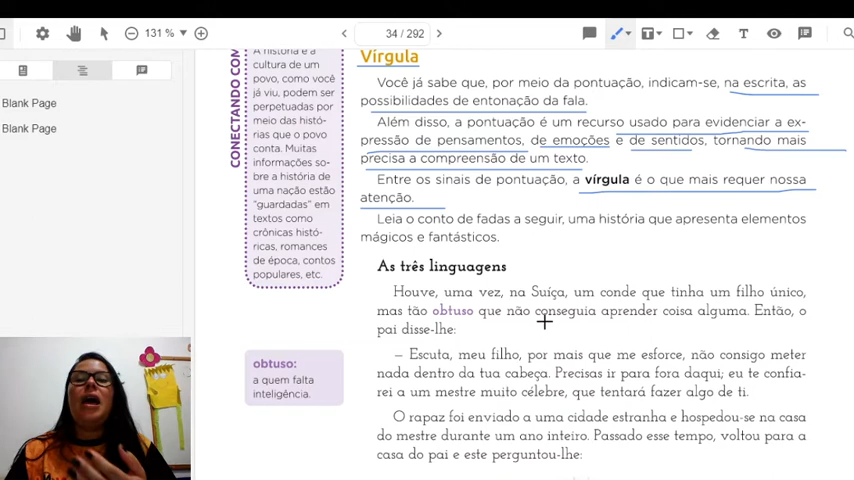 131 %
34 / 292
Blank Page
Blank Page
CONECTANDO COM
A história e a
cultura de um
povo, como você
já viu, podem ser
perpetuadas por
meio das histó-
rias que o povo
conta. Muitas
informações so-
bre a história de
uma nação estão
“guardadas” em
textos como
crônicas histó-
ricas, romances
de época, contos
populares, etc.
obtuso:
a quem falta
inteligência.
Vírgula
Você já sabe que, por meio da pontuação, indicam-se, na escrita, as
possibilidades de entonação da fala.
Além disso, a pontuação é um recurso usado para evidenciar a ex-
pressão de pensamentos, de emoções e de sentidos, tornando mais
precisa a compreensão de um texto.
Entre os sinais de pontuação, a vírgula é o que mais requer nossa
atenção.
Leia o conto de fadas a seguir, uma história que apresenta elementos
mágicos e fantásticos.
As três linguagens
Houve, uma vez, na Suíça, um conde que tinha um filho único,
mas tão obtuso que não conseguia aprender coisa alguma. Então, o
pai disse-lhe:
– Escuta, meu filho, por mais que me esforce, não consigo meter
nada dentro da tua cabeça. Precisas ir para fora daqui; eu te confia-
rei a um mestre muito célebre, que tentará fazer algo de ti.
O rapaz foi enviado a uma cidade estranha e hospedou-se na casa
do mestre durante um ano inteiro. Passado esse tempo, voltou para a
casa do pai e este perguntou-lhe: